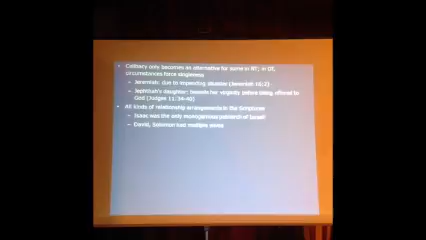 Celibacy only becomes an alternative for some in NT; in OT,
circumstances force singleness
Jeremiah: due to impending disaster (Jeremiah 16:2)
Jephthah's daughter: bewails her virginity before being offered to
God (Judges 11:34-40)
All kinds of relationship arrangements in the Scriptures
Isaac was the only monogamous patriarch of Israel!
David, Solomon had multiple wives